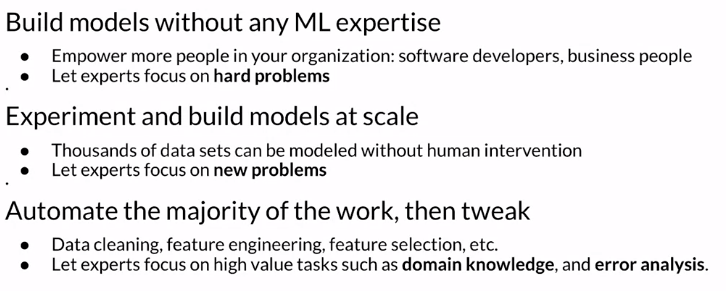 Build models without any ML expertise
● Empower more people in your organization: software developers, business people
● Let experts focus on hard problems
.
Experiment and build models at scale
● Thousands of data sets can be modeled without human intervention
● Let experts focus on new problems
.
Automate the majority of the work, then tweak
● Data cleaning, feature engineering, feature selection, etc.
● Let experts focus on high value tasks such as domain knowledge, and error analysis.